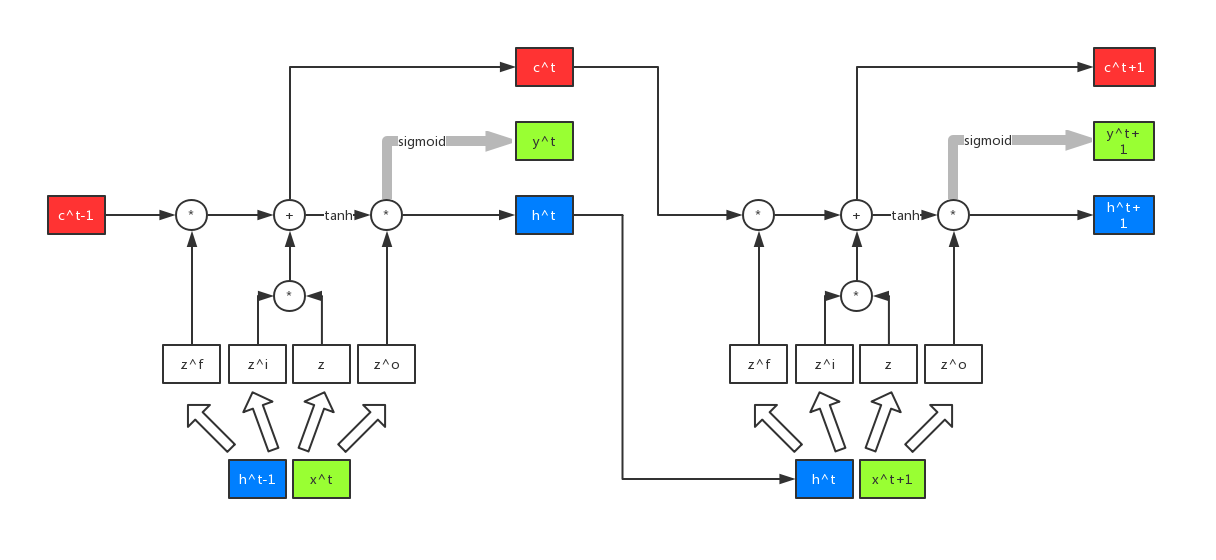 c^t
c^t+1
sigmoid
y^t
sigmoid
y^t+
1
c^t-1
*
+
tanh
*
h^t
*
+
tanh
*
h^t+
1
*
*
z^f
z^i
z
z^o
z^f
z^i
z
z^o
h^t-1
x^t
h^t
x^t+1